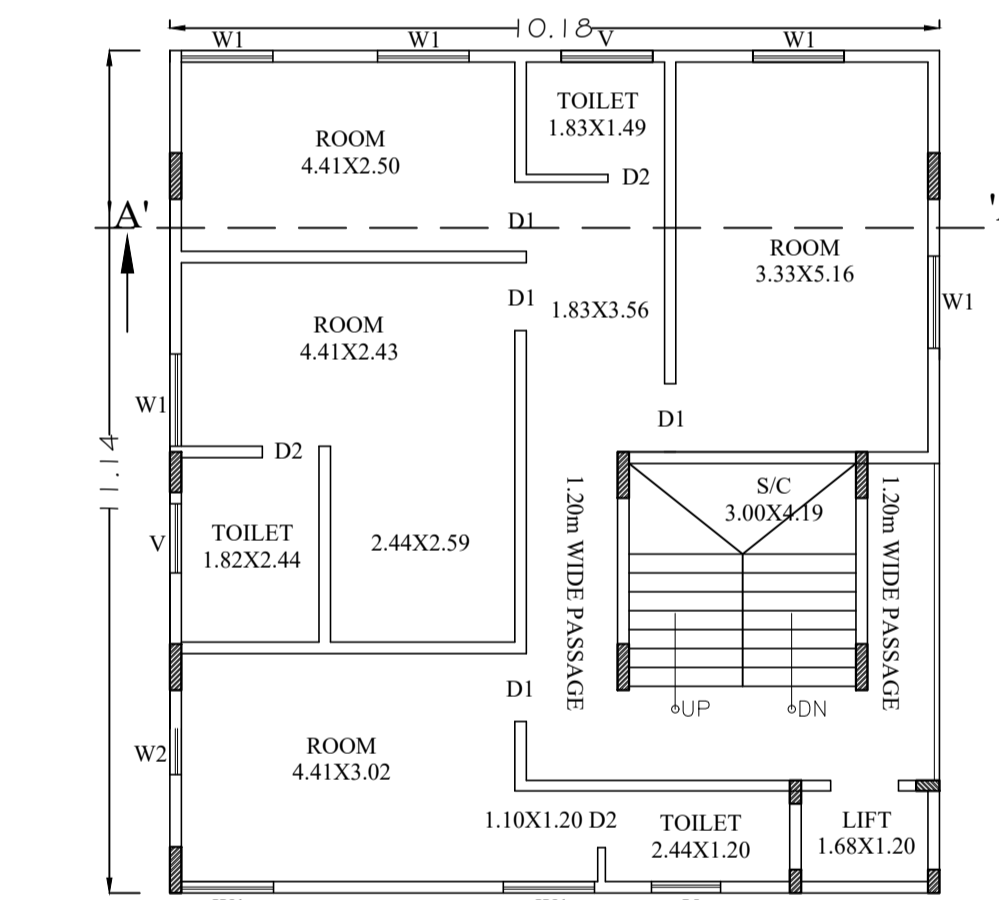 10.18
W1
W1
V
W1
TOILET
1.83X1.49
ROOM
4.41X2.50
D2
A'
D1
ROOM
3.33X5.16
D1
1.83X3.56
W1
ROOM
4.41X2.43
W1
D1
11.14
D2
S/C
3.00X4.19
1.20m WIDE PASSAGE
1.20m WIDE PASSAGE
V
TOILET
1.82X2.44
2.44X2.59
D1
UP
DN
W2
ROOM
4.41X3.02
1.10X1.20 D2
TOILET
2.44X1.20
LIFT
1.68X1.20